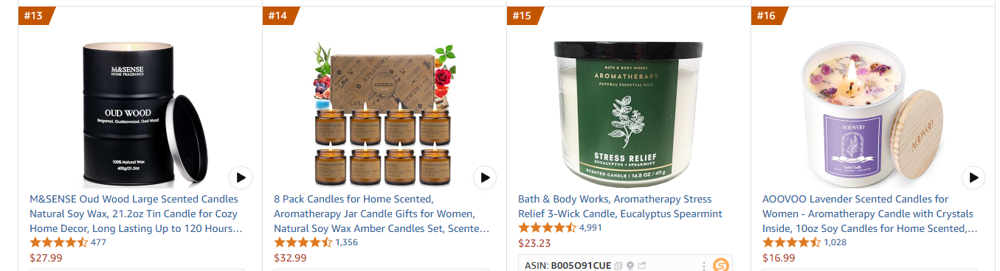 #13
#14
#15
#16
M&SENSE
HOME FRAGRANCE
OUD WOOD
Bergamot, Guaiacwood, Oud Wood
100% Natural Wax
600g/21.2oz
BATH & BODY WORKS
AROMATHERAPY
NATURAL ESSENTIAL OILS
STRESS RELIEF
EUCALYPTUS + SPEARMINT
SCENTED CANDLE | 14.5 OZ / 411 g
AOOVOO
Scented Candle
AOOVOO
M&SENSE Oud Wood Large Scented Candles
Natural Soy Wax, 21.2oz Tin Candle for Cozy
Home Decor, Long Lasting Up to 120 Hours…
477
$27.99
8 Pack Candles for Home Scented,
Aromatherapy Jar Candle Gifts for Women,
Natural Soy Wax Amber Candles Set, Scente…
1,356
$32.99
Bath & Body Works, Aromatherapy Stress
Relief 3-Wick Candle, Eucalyptus Spearmint
4,991
$23.23
ASIN: B005O91CUE
AOOVOO Lavender Scented Candles for
Women - Aromatherapy Candle with Crystals
Inside, 10oz Soy Candles for Home Scented,…
1,028
$16.99